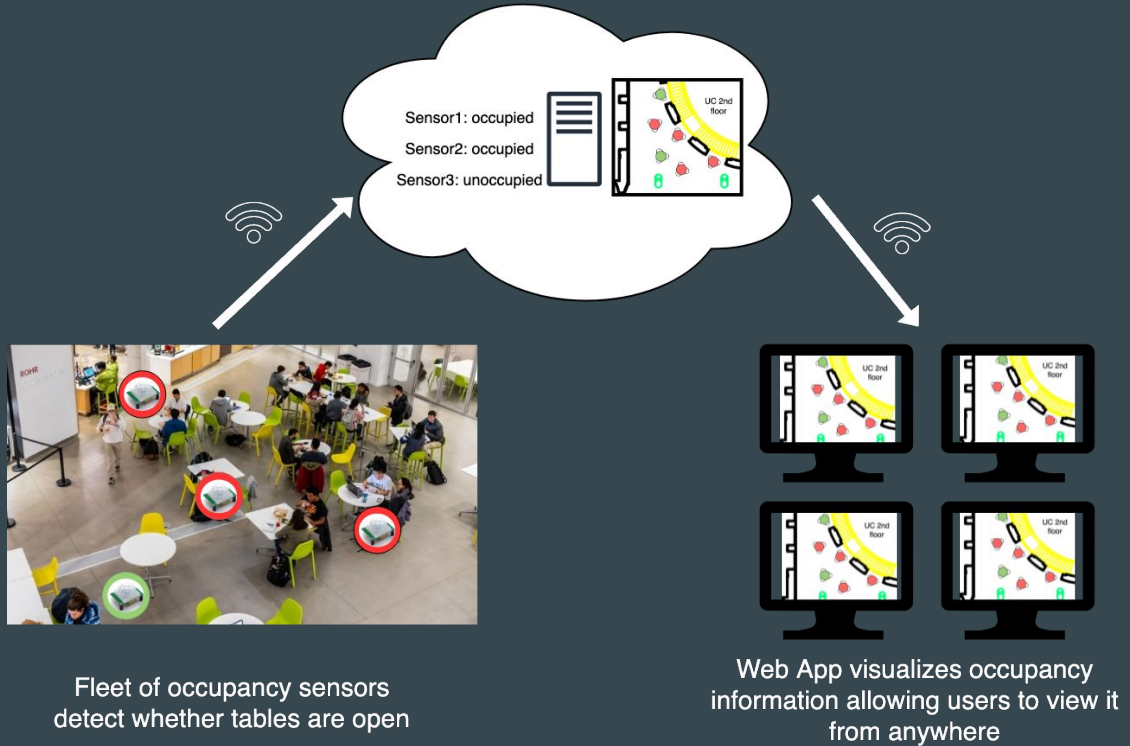 Sensor1: occupied
Sensor2: occupied
Sensor3: unoccupied
UC 2nd
floor
ROHR
UC 2nd
floor
UC 2nd
floor
UC 2nd
floor
UC 2nd
floor
Fleet of occupancy sensors
detect whether tables are open
Web App visualizes occupancy
information allowing users to view it
from anywhere